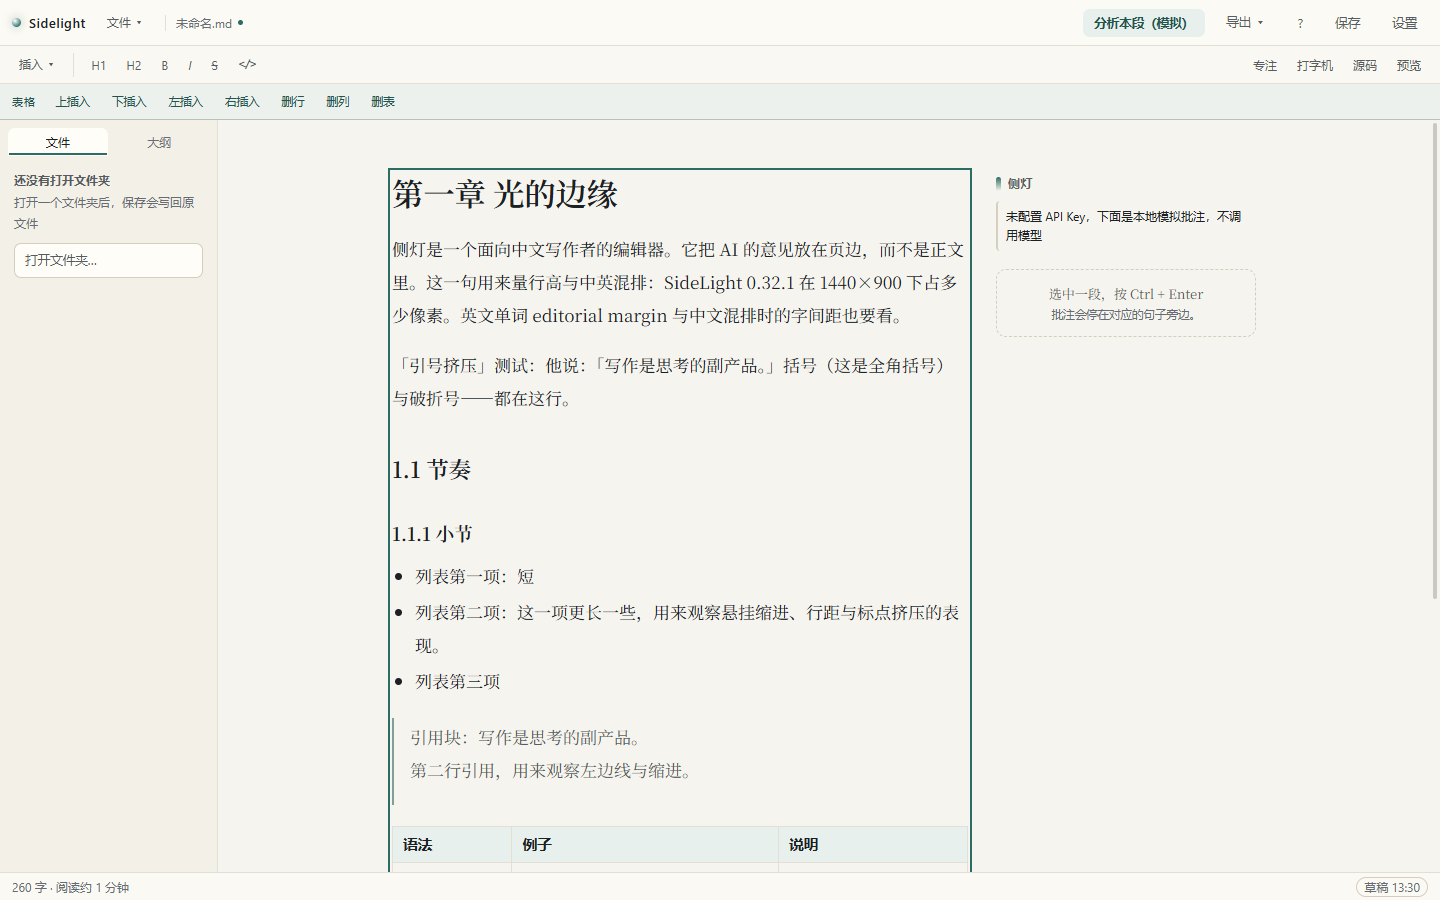 Sidelight 文件 ▾ 未命名.md • 分析本段（模拟） 导出 ▾ ? 保存 设置
插入 ▾ H1 H2 B I S </> 专注 打字机 源码 预览
表格 上插入 下插入 左插入 右插入 删行 删列 删表
文件 大纲
还没有打开文件夹
打开一个文件夹后，保存会写回原
文件
打开文件夹...
第一章 光的边缘
侧灯是一个面向中文写作者的编辑器。它把 AI 的意见放在页边，而不是正文
里。这一句用来量行高与中英混排：SideLight 0.32.1 在 1440×900 下占多
少像素。英文单词 editorial margin 与中文混排时的字间距也要看。
「引号挤压」测试：他说：「写作是思考的副产品。」括号（这是全角括号）
与破折号——都在这行。
1.1 节奏
1.1.1 小节
• 列表第一项：短
• 列表第二项：这一项更长一些，用来观察悬挂缩进、行距与标点挤压的表
现。
• 列表第三项
引用块：写作是思考的副产品。
第二行引用，用来观察左边线与缩进。
语法 例子 说明
侧灯
未配置 API Key，下面是本地模拟批注，不调
用模型
选中一段，按 Ctrl + Enter
批注会停在对应的句子旁边。
260 字 · 阅读约 1 分钟 草稿 13:30